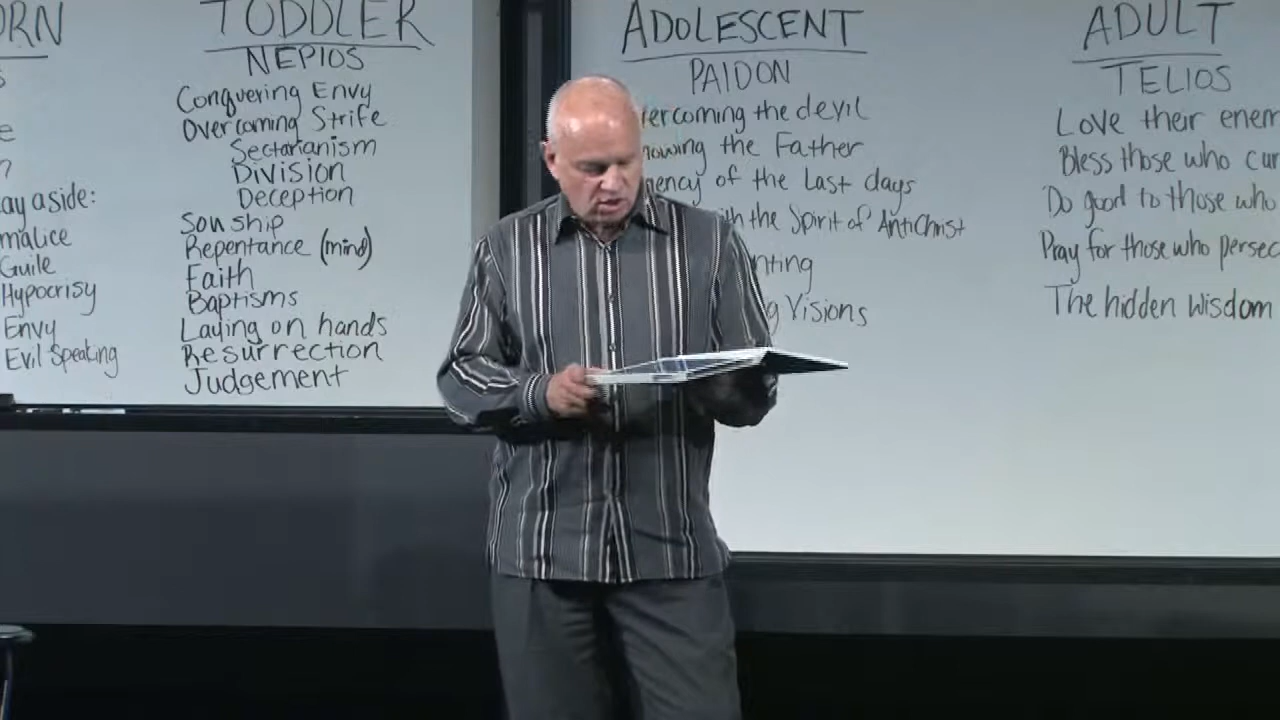 ORN
ay aside:
malice
Guile
Hypocrisy
Envy
Evil Speaking
TODDLER
NEPIOS
Conquering Envy
Overcoming Strife
Sectarianism
Division
Deception
Sonship
Repentance (mind)
Faith
Baptisms
Laying on hands
Resurrection
Judgement
ADOLESCENT
PAIDON
ercoming the devil
nowing the Father
ency of the Last days
th the Spirit of AntiChrist
nting
g Visions
ADULT
TELIOS
Love their enem
Bless those who cur
Do good to those who
Pray for those who persec
The hidden wisdom